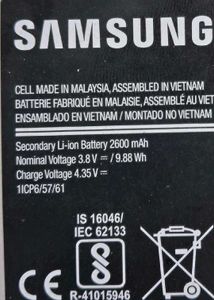 SAMSUNG
CELL MADE IN MALAYSIA, ASSEMBLED IN VIETNAM
BATTERIE FABRIQUÉ EN MALAISIE, ASSEMBLÉ AU VIET
ENSAMBLADO EN VIETNAM / MONTADO NO VIETNAM
Secondary Li-ion Battery 2600 mAh
Nominal Voltage 3.8 V ⎓ / 9.88 Wh
Charge Voltage 4.35 V ⎓
1ICP6/57/61
IS 16046/
IEC 62133
CE
R-41015946